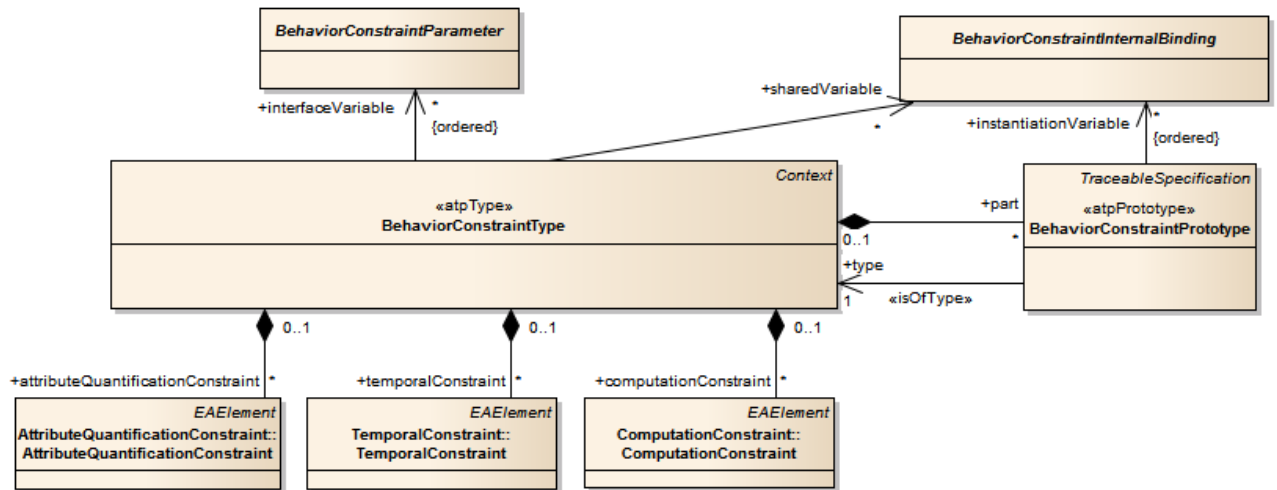 BehaviorConstraintParameter
BehaviorConstraintInternalBinding
+interfaceVariable
*
{ordered}
+sharedVariable
*
+instantiationVariable
*
{ordered}
Context
«atpType»
BehaviorConstraintType
TraceableSpecification
«atpPrototype»
BehaviorConstraintPrototype
+part
0..1
*
+type
1
«isOfType»
0..1
0..1
0..1
+attributeQuantificationConstraint
*
+temporalConstraint
*
+computationConstraint
*
EAElement
AttributeQuantificationConstraint::
AttributeQuantificationConstraint
EAElement
TemporalConstraint::
TemporalConstraint
EAElement
ComputationConstraint::
ComputationConstraint